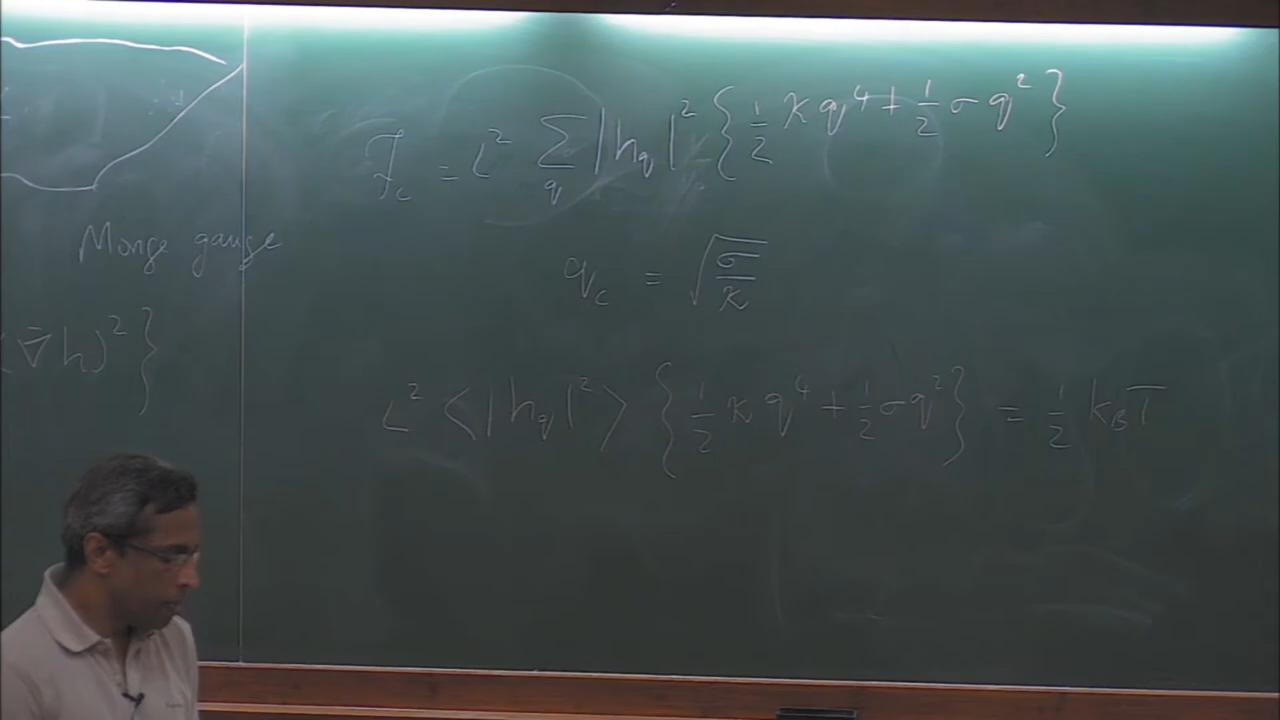 Monge gauge
(∇̄h)² }
𝓕_c = L² Σ_q |h_q|² { ½ κ q⁴ + ½ σ q² }
q_c = √(σ/κ)
L² ⟨|h_q|²⟩ { ½ κ q⁴ + ½ σ q² } = ½ k_B T